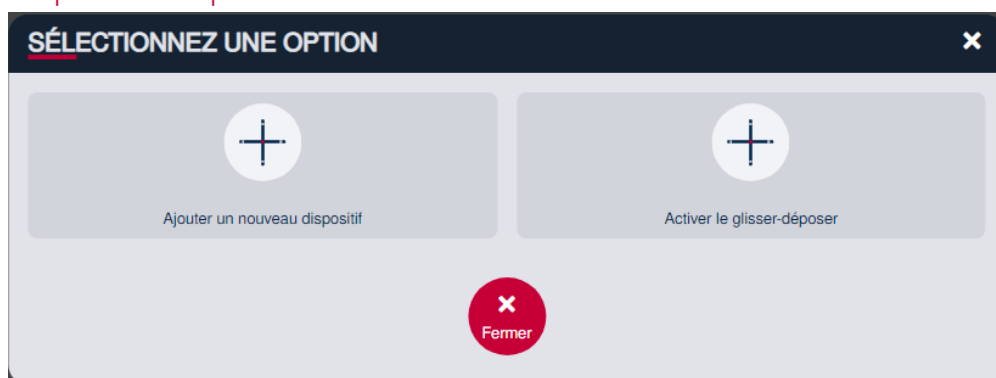 SÉLECTIONNEZ UNE OPTION
Ajouter un nouveau dispositif
Activer le glisser-déposer
Fermer